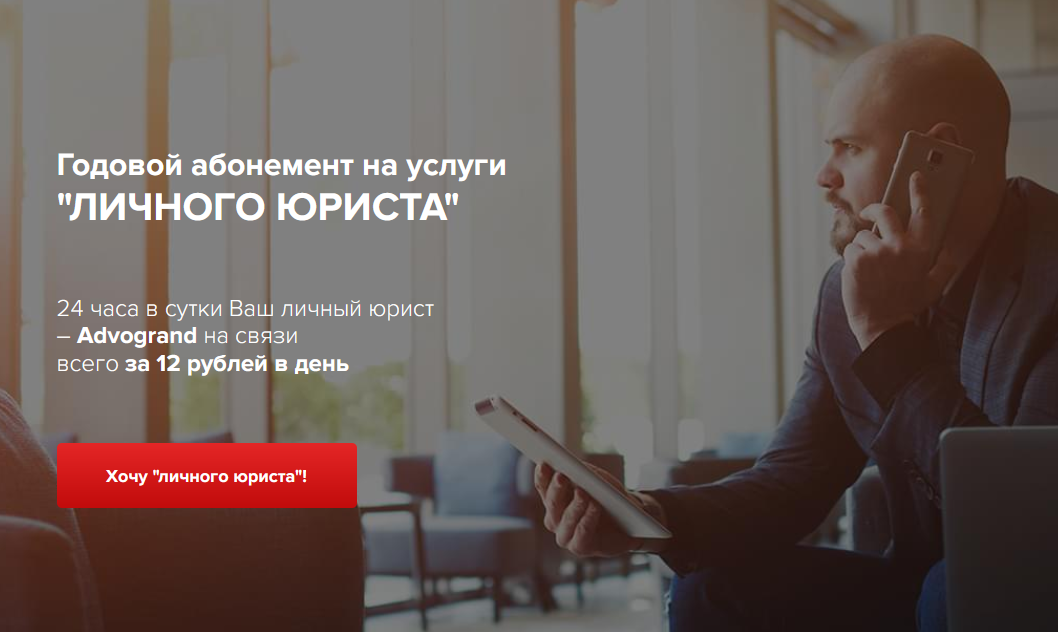 Годовой абонемент на услуги
"ЛИЧНОГО ЮРИСТА"
24 часа в сутки Ваш личный юрист
– Advogrand на связи
всего за 12 рублей в день
Хочу "личного юриста"!